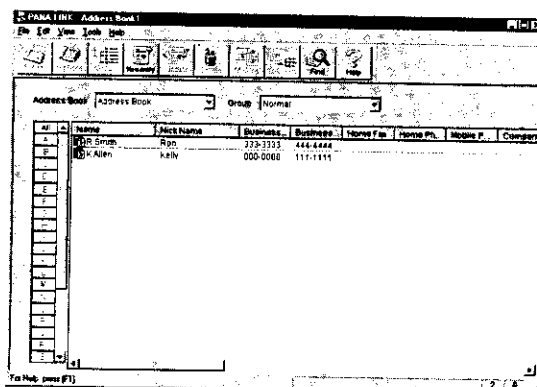 PANA LINK - Address Book1
File Edit View Tools Help
Find Help
Address Book: Address Book Group Normal
All Name Nick Name Business... Business... Home Fax Home Ph... Mobile P... Company
A R Smith Ron 333-3333 444-4444
B K Allen kelly 000-0000 111-1111
C
E
F
For Help, press [F1]